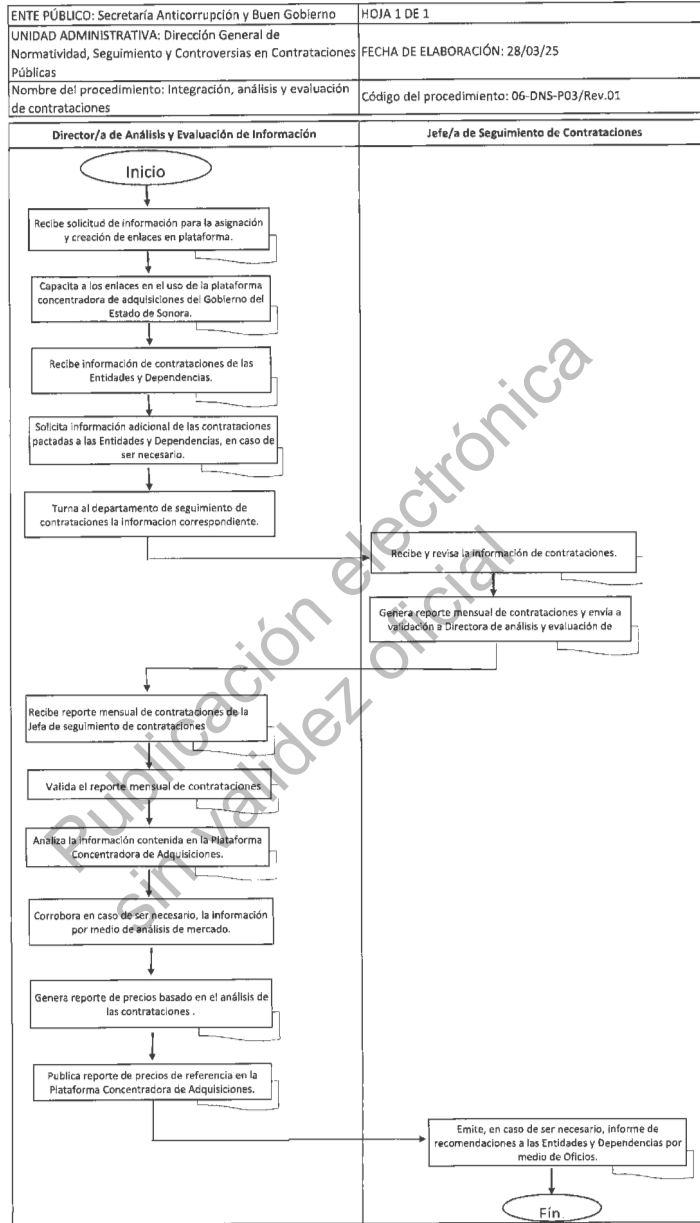 ENTE PÚBLICO: Secretaría Anticorrupción y Buen Gobierno
HOJA 1 DE 1
UNIDAD ADMINISTRATIVA: Dirección General de
Normatividad, Seguimiento y Controversias en Contrataciones
Públicas
FECHA DE ELABORACIÓN: 28/03/25
Nombre del procedimiento: Integración, análisis y evaluación
de contrataciones
Código del procedimiento: 06-DNS-P03/Rev.01
Director/a de Análisis y Evaluación de Información
Jefe/a de Seguimiento de Contrataciones
Inicio
Recibe solicitud de información para la asignación
y creación de enlaces en plataforma.
Capacita a los enlaces en el uso de la plataforma
concentradora de adquisiciones del Gobierno del
Estado de Sonora.
Recibe información de contrataciones de las
Entidades y Dependencias.
Solicita información adicional de las contrataciones
pactadas a las Entidades y Dependencias, en caso de
ser necesario.
Turna al departamento de seguimiento de
contrataciones la informacion correspondiente.
Recibe y revisa la información de contrataciones.
Genera reporte mensual de contrataciones y envía a
validación a Directora de análisis y evaluación de
Recibe reporte mensual de contrataciones de la
Jefa de seguimiento de contrataciones
Valida el reporte mensual de contrataciones
Analiza la información contenida en la Plataforma
Concentradora de Adquisiciones.
Corrobora en caso de ser necesario, la información
por medio de análisis de mercado.
Genera reporte de precios basado en el análisis de
las contrataciones .
Publica reporte de precios de referencia en la
Plataforma Concentradora de Adquisiciones.
Emite, en caso de ser necesario, informe de
recomendaciones a las Entidades y Dependencias por
medio de Oficios.
Fín.
Publicación electrónica
sin validez oficial